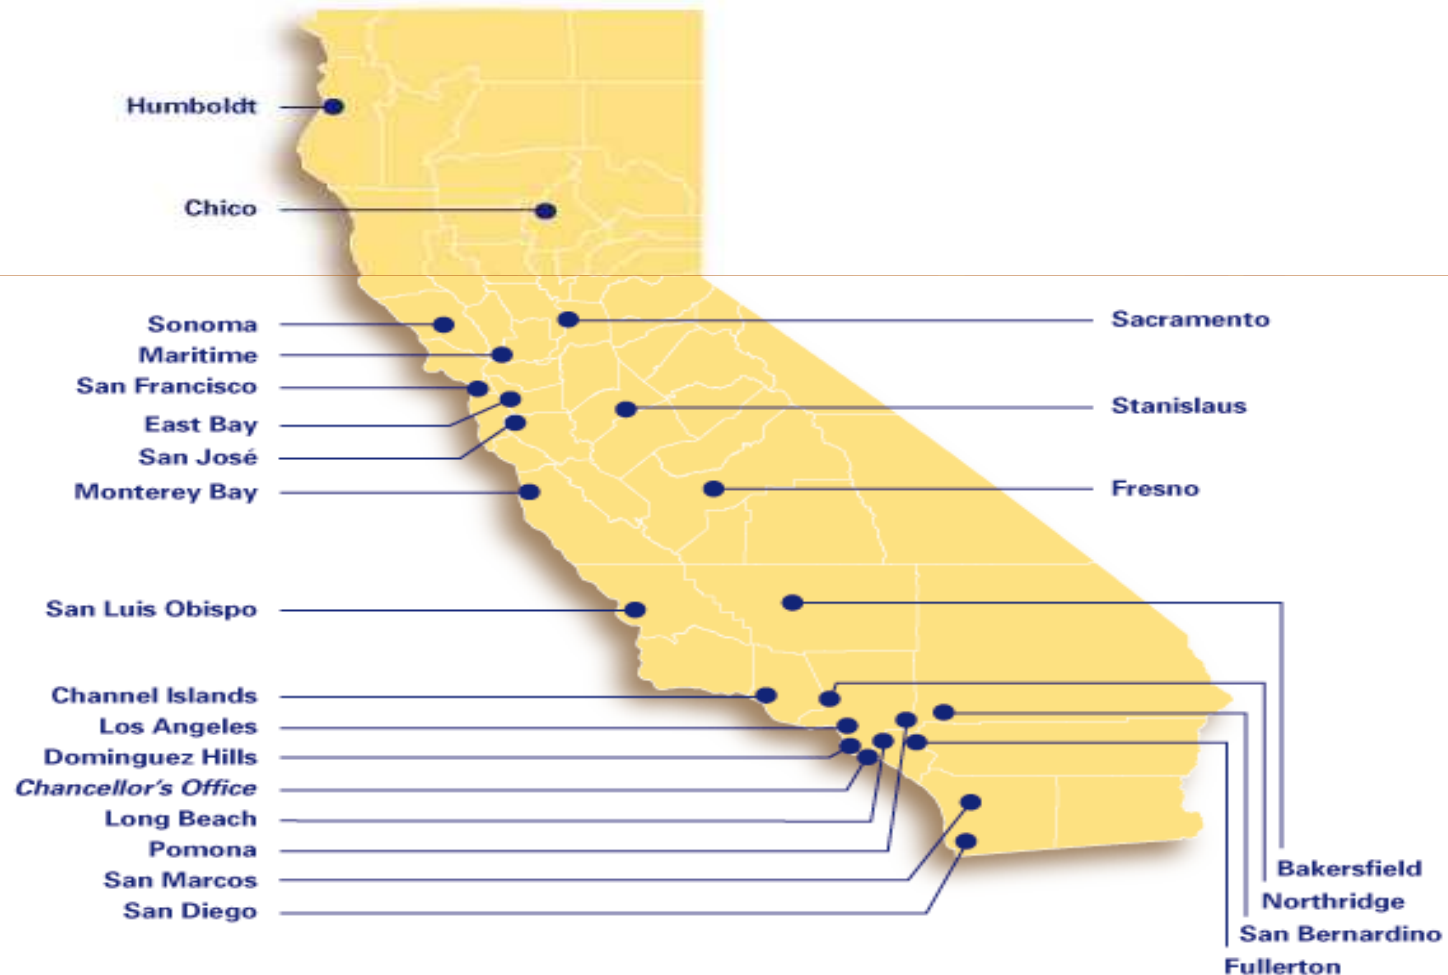 Humboldt
Chico
Sonoma
Maritime
San Francisco
East Bay
San José
Monterey Bay
San Luis Obispo
Channel Islands
Los Angeles
Dominguez Hills
Chancellor's Office
Long Beach
Pomona
San Marcos
San Diego
Sacramento
Stanislaus
Fresno
Bakersfield
Northridge
San Bernardino
Fullerton